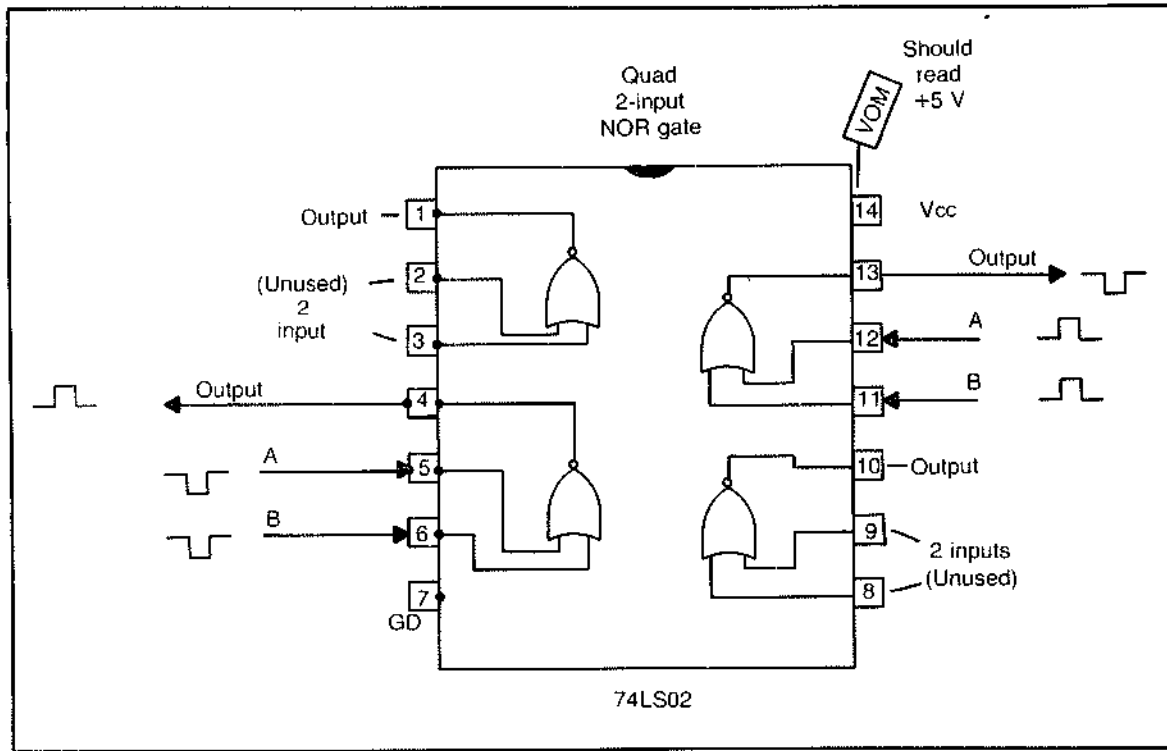 Quad
2-input
NOR gate
Should
read
+5 V
VOM
Output
1
(Unused)
2
input
2
3
Output
4
A
5
B
6
7
GD
14
Vcc
13
Output
12
A
11
B
10
Output
9
8
2 inputs
(Unused)
74LS02